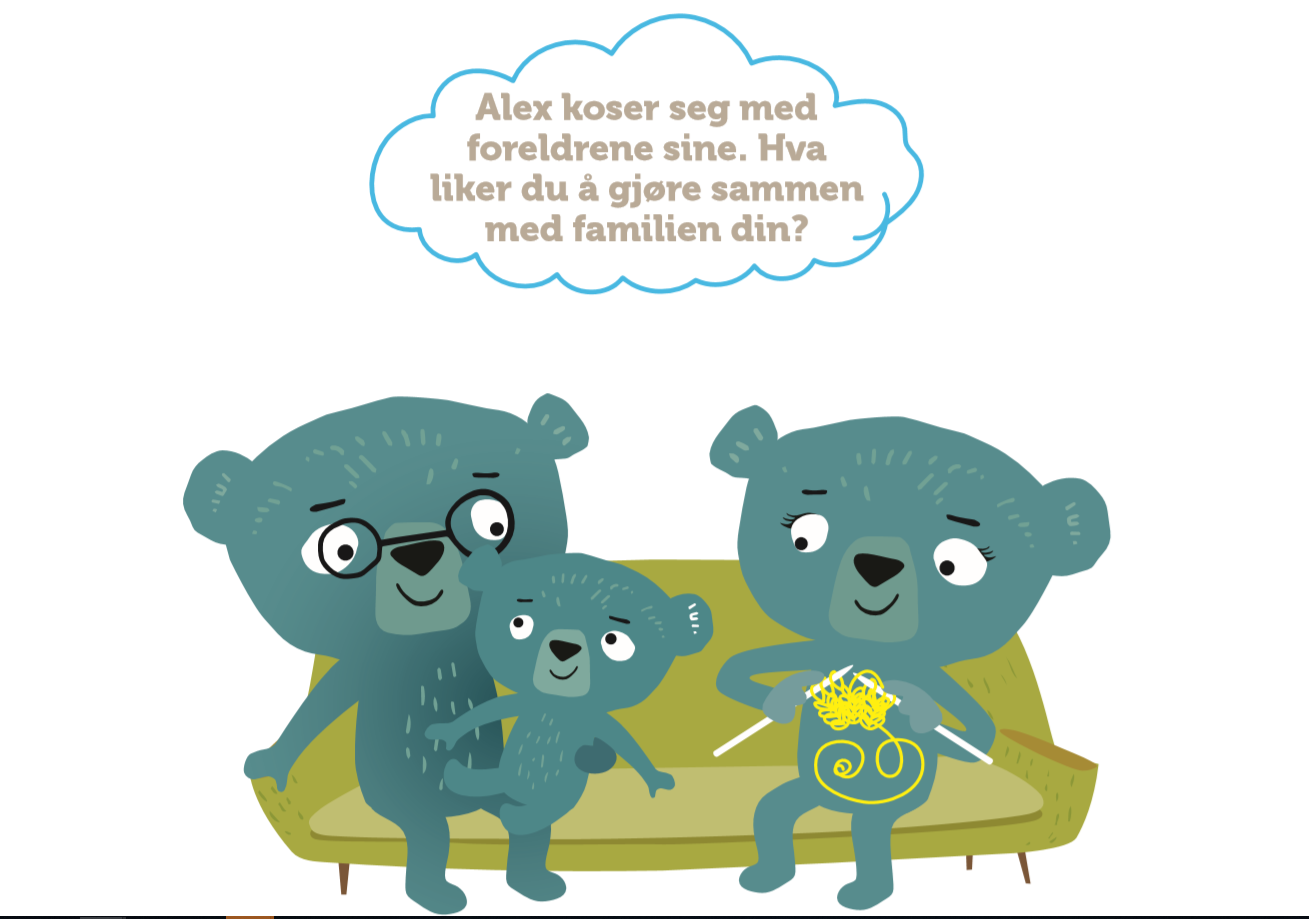 Alex koser seg med
foreldrene sine. Hva
liker du å gjøre sammen
med familien din?